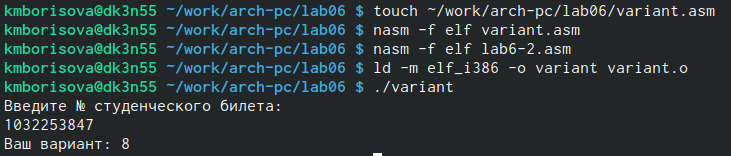 kmborisova@dk3n55 ~/work/arch-pc/lab06 $ touch ~/work/arch-pc/lab06/variant.asm
kmborisova@dk3n55 ~/work/arch-pc/lab06 $ nasm -f elf variant.asm
kmborisova@dk3n55 ~/work/arch-pc/lab06 $ nasm -f elf lab6-2.asm
kmborisova@dk3n55 ~/work/arch-pc/lab06 $ ld -m elf_i386 -o variant variant.o
kmborisova@dk3n55 ~/work/arch-pc/lab06 $ ./variant
Введите № студенческого билета:
1032253847
Ваш вариант: 8